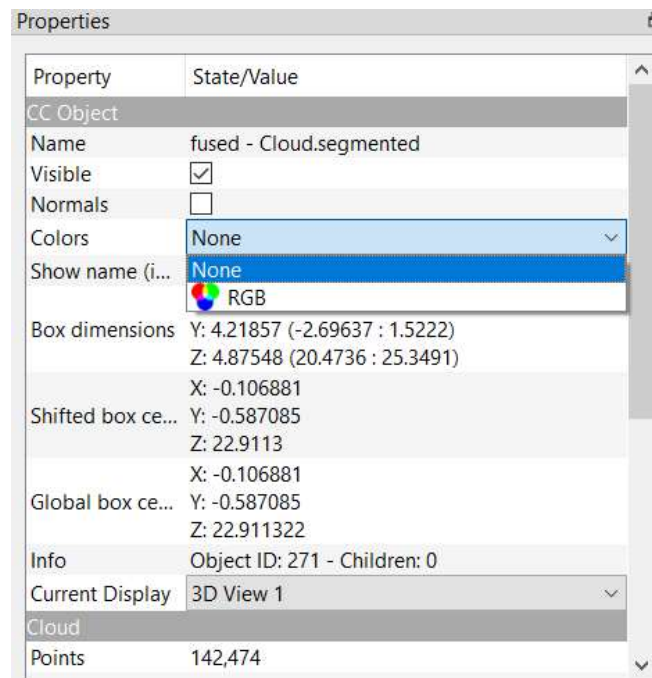 Properties
Property State/Value
CC Object
Name fused - Cloud.segmented
Visible
Normals
Colors None
Show name (i... None
RGB
Box dimensions Y: 4.21857 (-2.69637 : 1.5222)
Z: 4.87548 (20.4736 : 25.3491)
X: -0.106881
Shifted box ce... Y: -0.587085
Z: 22.9113
X: -0.106881
Global box ce... Y: -0.587085
Z: 22.911322
Info Object ID: 271 - Children: 0
Current Display 3D View 1
Cloud
Points 142,474